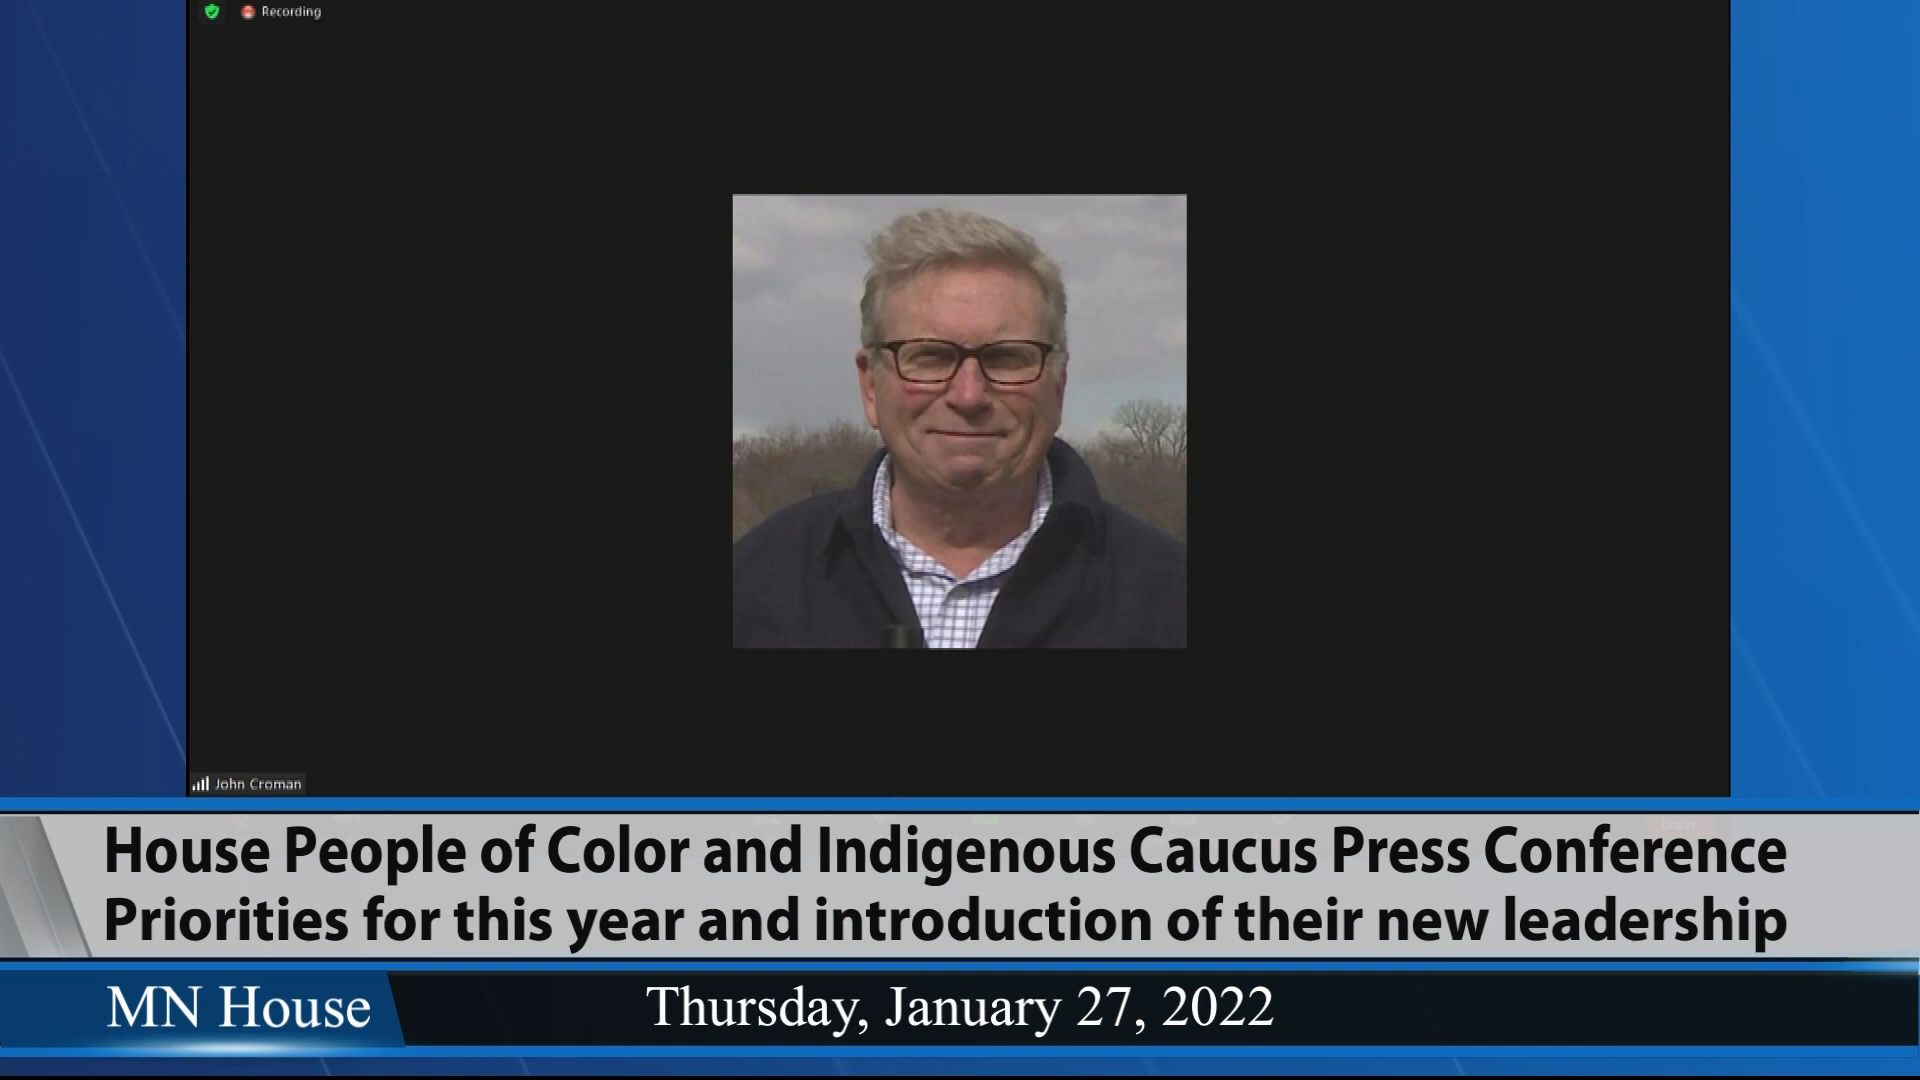 Recording
John Croman
House People of Color and Indigenous Caucus Press Conference
Priorities for this year and introduction of their new leadership
MN House
Thursday, January 27, 2022